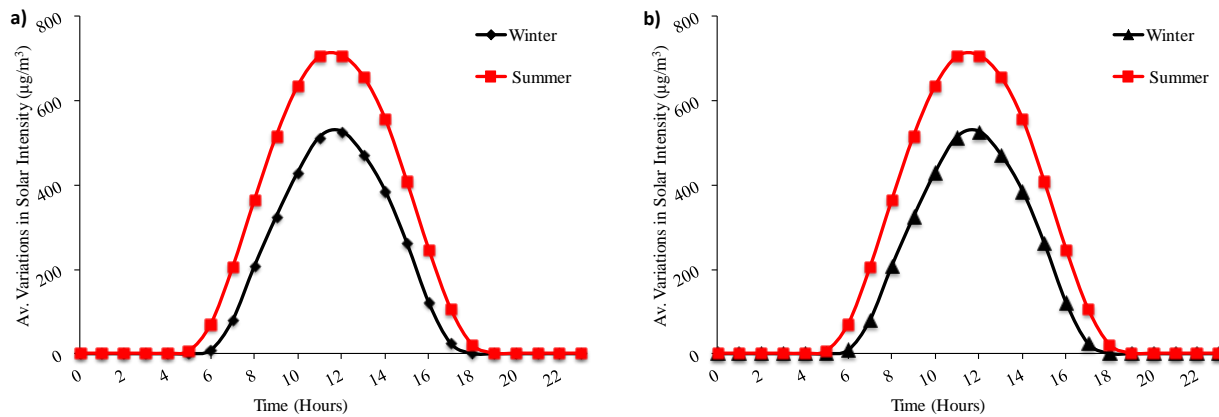 a)
Av. Variations in Solar Intensity (µg/m³)
800
600
400
200
0
Winter
Summer
0 2 4 6 8 10 12 14 16 18 20 22
Time (Hours)
b)
Av. Variations in Solar Intensity (µg/m³)
800
600
400
200
0
Winter
Summer
0 2 4 6 8 10 12 14 16 18 20 22
Time (Hours)